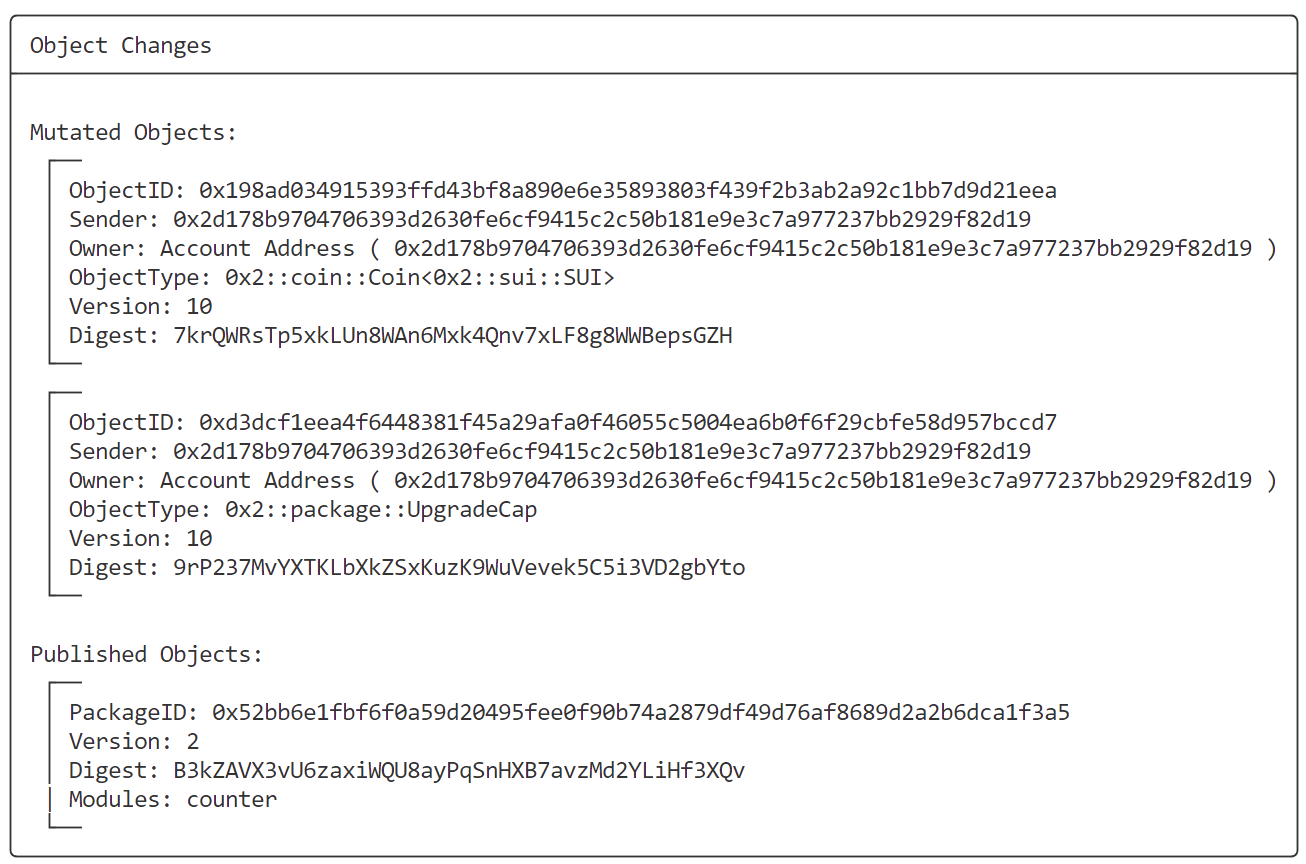 Object Changes
Mutated Objects:
ObjectID: 0x198ad034915393ffd43bf8a890e6e35893803f439f2b3ab2a92c1bb7d9d21eea
Sender: 0x2d178b9704706393d2630fe6cf9415c2c50b181e9e3c7a977237bb2929f82d19
Owner: Account Address ( 0x2d178b9704706393d2630fe6cf9415c2c50b181e9e3c7a977237bb2929f82d19 )
ObjectType: 0x2::coin::Coin<0x2::sui::SUI>
Version: 10
Digest: 7krQWRsTp5xkLUn8WAn6Mxk4Qnv7xLF8g8WWBepsGZH
ObjectID: 0xd3dcf1eea4f6448381f45a29afa0f46055c5004ea6b0f6f29cbfe58d957bccd7
Sender: 0x2d178b9704706393d2630fe6cf9415c2c50b181e9e3c7a977237bb2929f82d19
Owner: Account Address ( 0x2d178b9704706393d2630fe6cf9415c2c50b181e9e3c7a977237bb2929f82d19 )
ObjectType: 0x2::package::UpgradeCap
Version: 10
Digest: 9rP237MvYXTKLbXkZSxKuzK9WuVevek5C5i3VD2gbYto
Published Objects:
PackageID: 0x52bb6e1fbf6f0a59d20495fee0f90b74a2879df49d76af8689d2a2b6dca1f3a5
Version: 2
Digest: B3kZAVX3vU6zaxiWQU8ayPqSnHXB7avzMd2YLiHf3XQv
Modules: counter